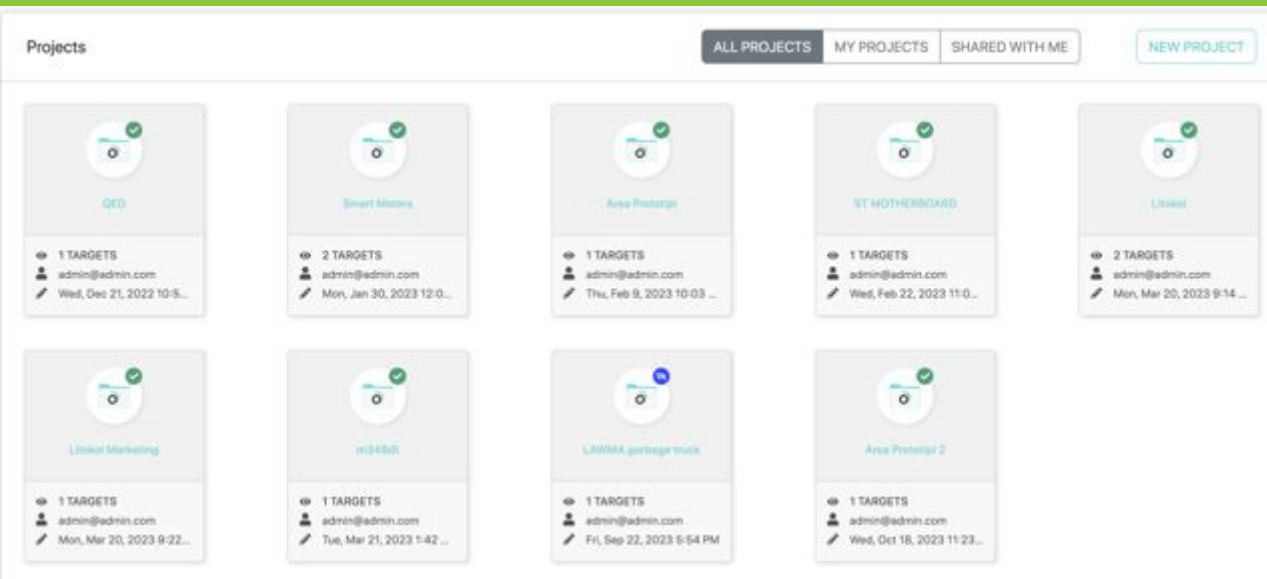 Projects
ALL PROJECTS
MY PROJECTS
SHARED WITH ME
NEW PROJECT
QED
1 TARGETS
admin@admin.com
Wed, Dec 21, 2022 10:5...
Smart Meters
2 TARGETS
admin@admin.com
Mon, Jan 30, 2023 12:0...
Area Prototipi
1 TARGETS
admin@admin.com
Thu, Feb 9, 2023 10:03 ...
ST MOTHERBOARD
1 TARGETS
admin@admin.com
Wed, Feb 22, 2023 11:0...
Litokol
2 TARGETS
admin@admin.com
Mon, Mar 20, 2023 9:14 ...
Litokol Marketing
1 TARGETS
admin@admin.com
Mon, Mar 20, 2023 9:22...
1 TARGETS
admin@admin.com
Tue, Mar 21, 2023 1:42 ...
LAWMA garbage truck
1 TARGETS
admin@admin.com
Fri, Sep 22, 2023 5:54 PM
Area Prototipi 2
1 TARGETS
admin@admin.com
Wed, Oct 18, 2023 11:23...